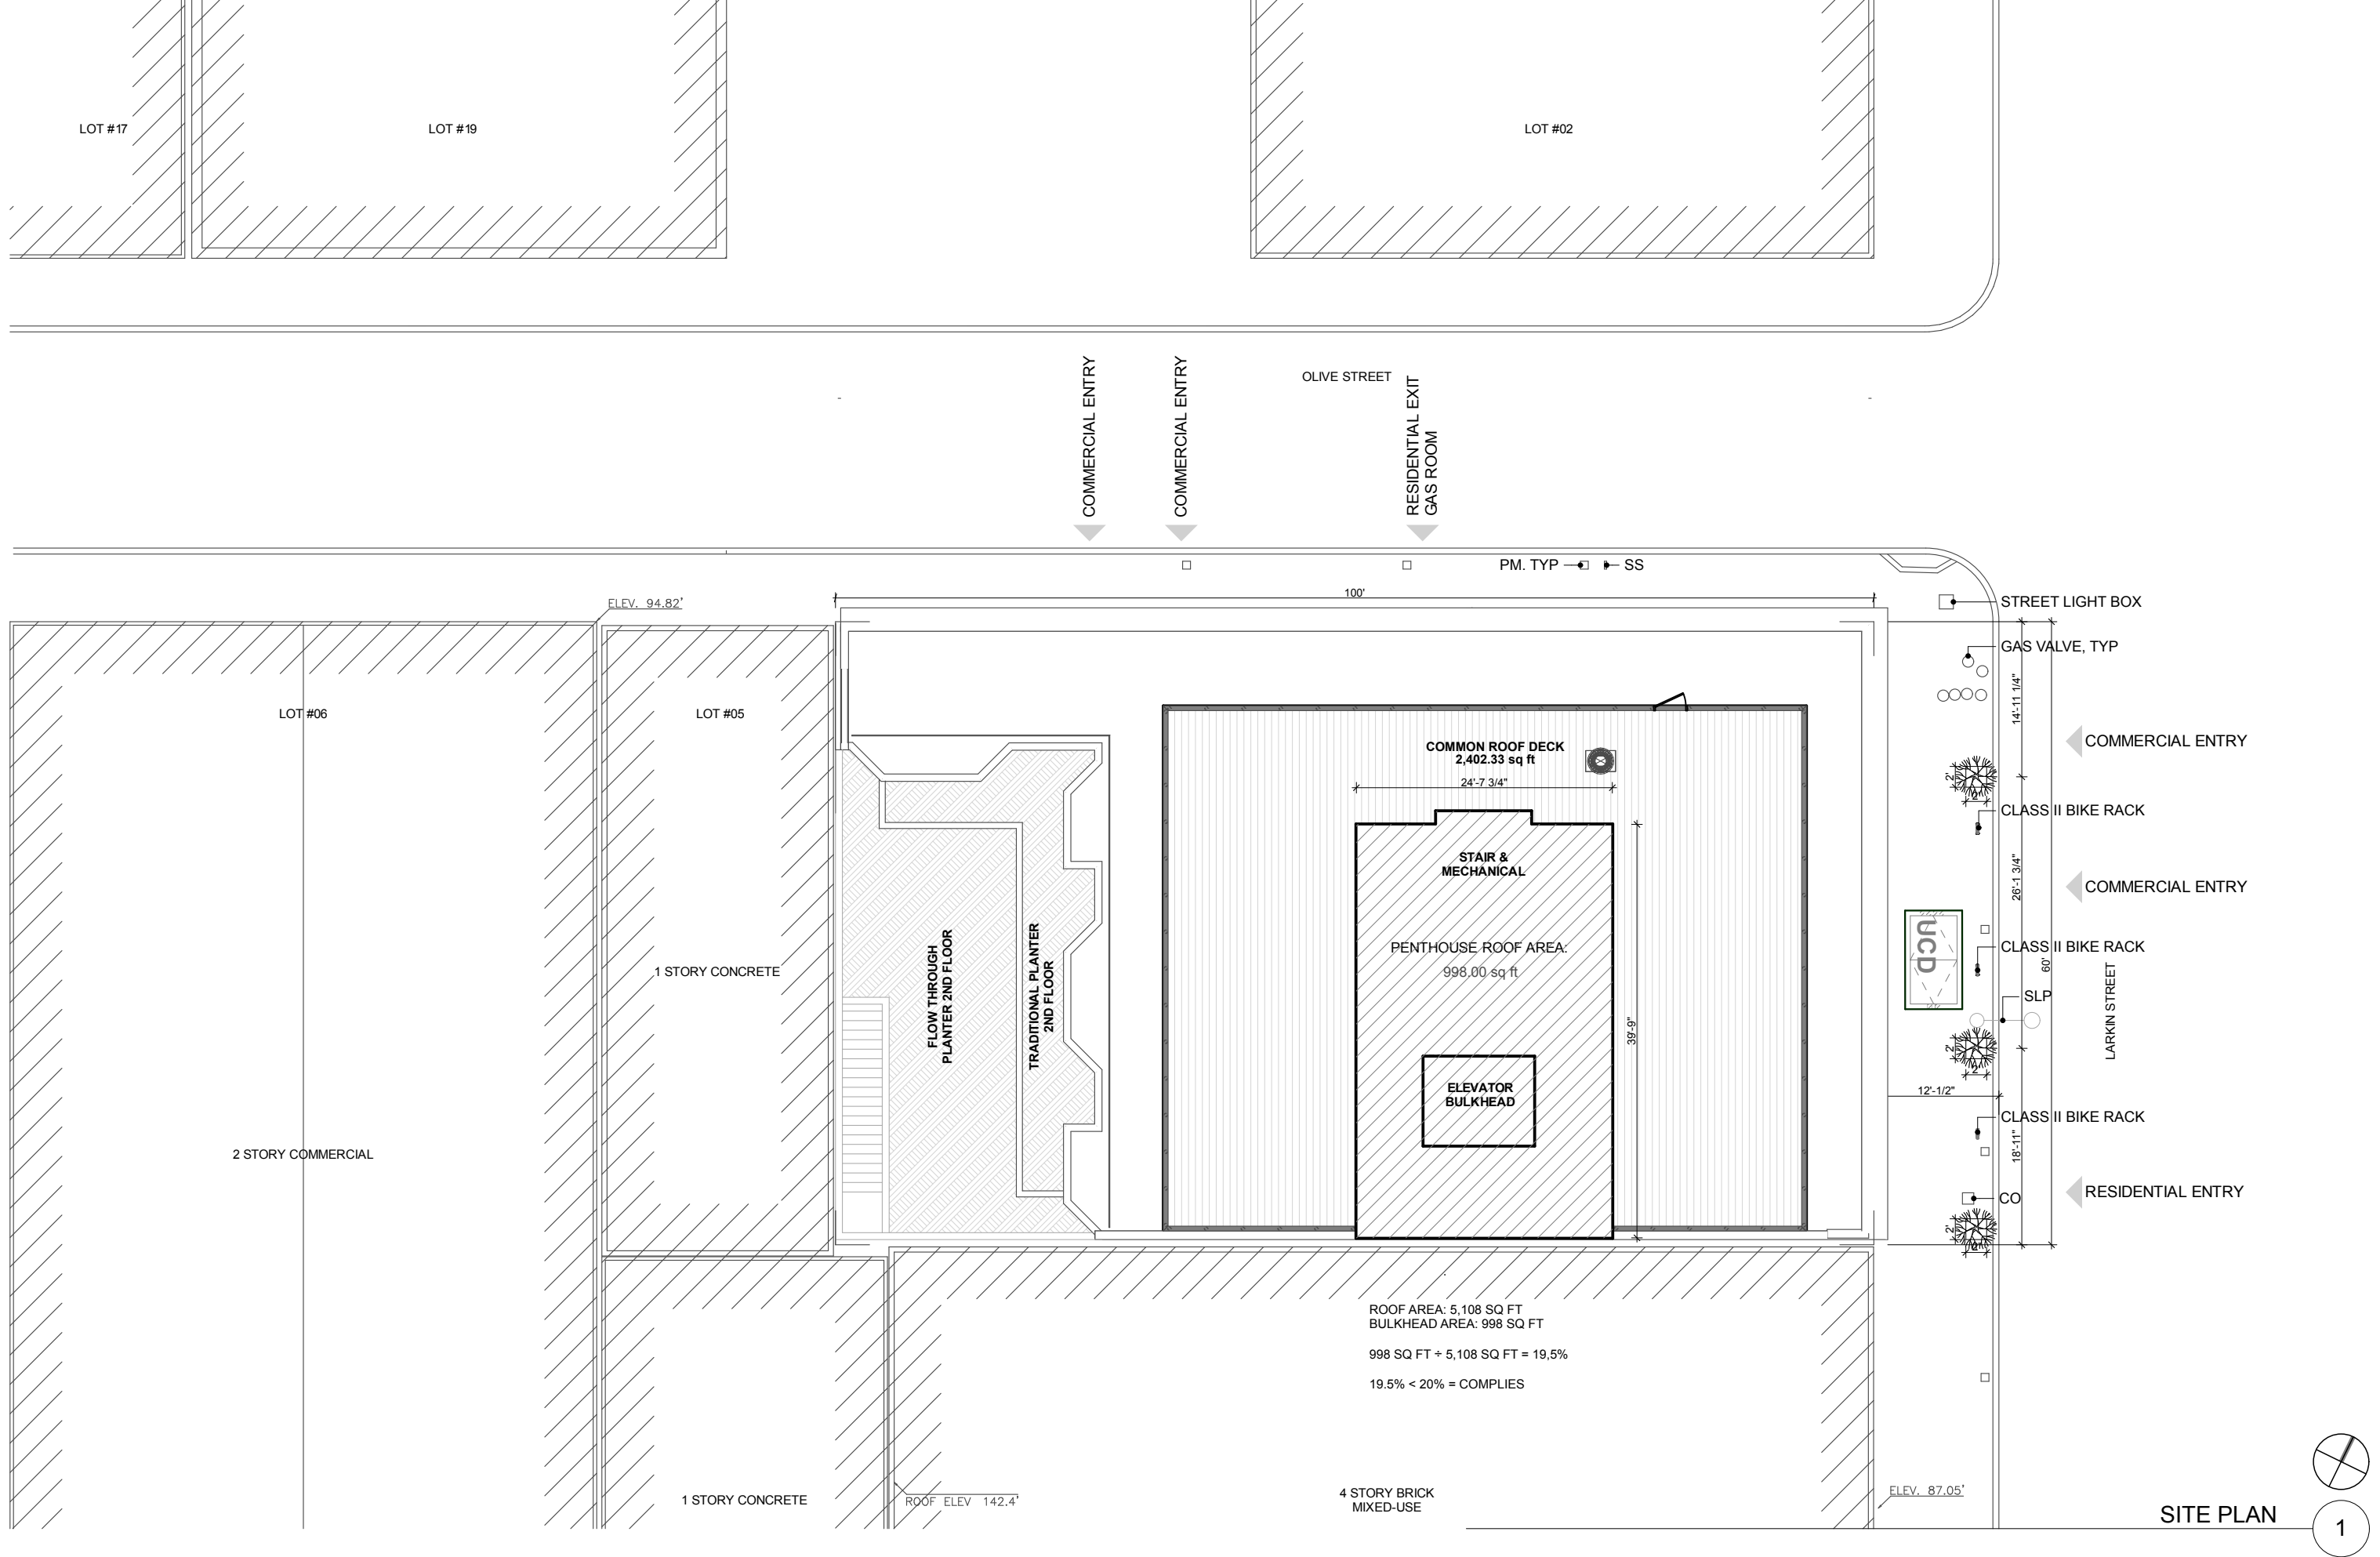 LOT #17
LOT #19
LOT #02
OLIVE STREET
COMMERCIAL ENTRY
COMMERCIAL ENTRY
RESIDENTIAL EXIT
GAS ROOM
PM. TYP
SS
100'
ELEV. 94.82'
STREET LIGHT BOX
GAS VALVE, TYP
14'-11 1/4"
LOT #06
LOT #05
COMMERCIAL ENTRY
COMMON ROOF DECK
2,402.33 sq ft
24'-7 3/4"
2'
2'
CLASS II BIKE RACK
STAIR &
MECHANICAL
26'-1 3/4"
COMMERCIAL ENTRY
UCD
CLASS II BIKE RACK
60'
PENTHOUSE ROOF AREA:
998.00 sq ft
1 STORY CONCRETE
FLOW THROUGH
PLANTER 2ND FLOOR
TRADITIONAL PLANTER
2ND FLOOR
SLP
LARKIN STREET
39'-9"
2'
2'
ELEVATOR
BULKHEAD
12'-1/2"
CLASS II BIKE RACK
18'-11"
2 STORY COMMERCIAL
RESIDENTIAL ENTRY
CO
2'
2'
ROOF AREA: 5,108 SQ FT
BULKHEAD AREA: 998 SQ FT
998 SQ FT ÷ 5,108 SQ FT = 19,5%
19.5% < 20% = COMPLIES
1 STORY CONCRETE
ROOF ELEV 142.4'
4 STORY BRICK
MIXED-USE
ELEV. 87.05'
SITE PLAN
1